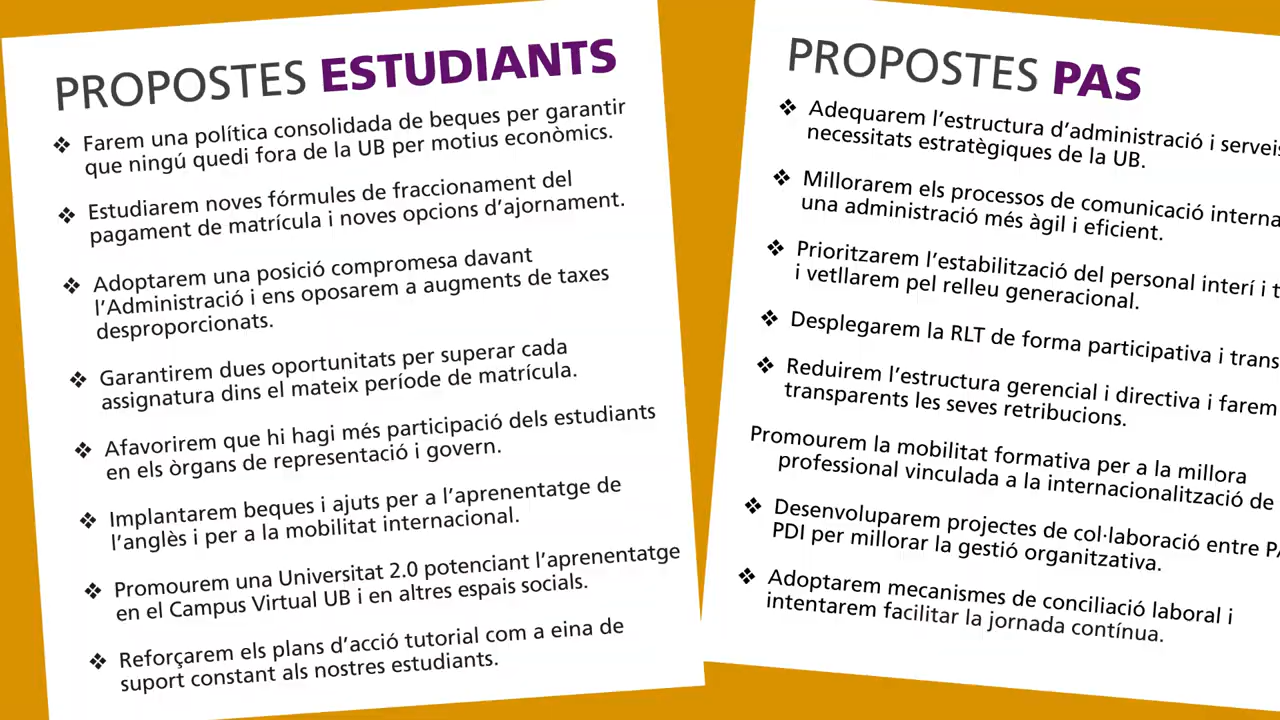 PROPOSTES ESTUDIANTS
❖ Farem una política consolidada de beques per garantir
que ningú quedi fora de la UB per motius econòmics.
❖ Estudiarem noves fórmules de fraccionament del
pagament de matrícula i noves opcions d’ajornament.
❖ Adoptarem una posició compromesa davant
l’Administració i ens oposarem a augments de taxes
desproporcionats.
❖ Garantirem dues oportunitats per superar cada
assignatura dins el mateix període de matrícula.
❖ Afavorirem que hi hagi més participació dels estudiants
en els òrgans de representació i govern.
❖ Implantarem beques i ajuts per a l’aprenentatge de
l’anglès i per a la mobilitat internacional.
❖ Promourem una Universitat 2.0 potenciant l’aprenentatge
en el Campus Virtual UB i en altres espais socials.
❖ Reforçarem els plans d’acció tutorial com a eina de
suport constant als nostres estudiants.
PROPOSTES PAS
❖ Adequarem l’estructura d’administració i serveis
necessitats estratègiques de la UB.
❖ Millorarem els processos de comunicació interna
una administració més àgil i eficient.
❖ Prioritzarem l’estabilització del personal interí i
i vetllarem pel relleu generacional.
❖ Desplegarem la RLT de forma participativa i
❖ Reduirem l’estructura gerencial i directiva i farem
transparents les seves retribucions.
Promourem la mobilitat formativa per a la millora
professional vinculada a la internacionalització de
❖ Desenvoluparem projectes de col·laboració entre
PDI per millorar la gestió organitzativa.
❖ Adoptarem mecanismes de conciliació laboral i
intentarem facilitar la jornada contínua.